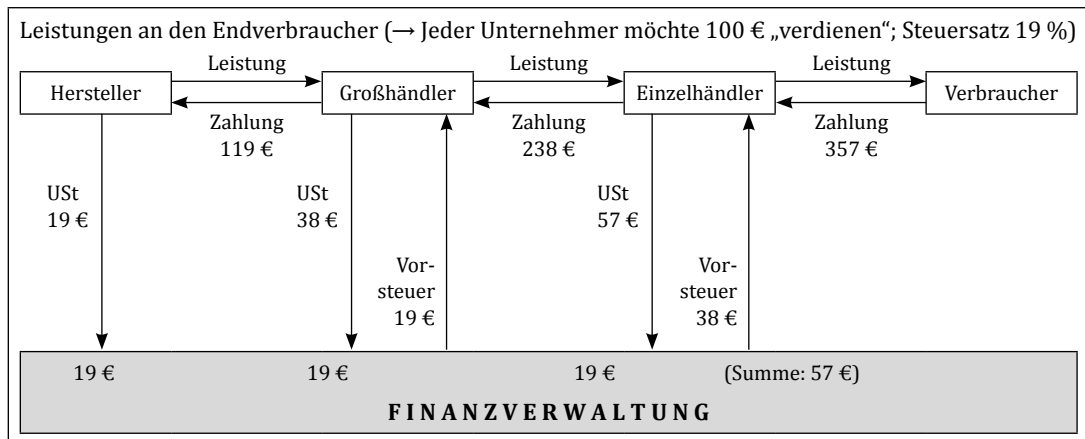 Leistungen an den Endverbraucher (→ Jeder Unternehmer möchte 100 € „verdienen“; Steuersatz 19 %)
Leistung
Leistung
Leistung
Hersteller
Großhändler
Einzelhändler
Verbraucher
Zahlung
119 €
Zahlung
238 €
Zahlung
357 €
USt
19 €
USt
38 €
USt
57 €
Vor-
steuer
19 €
Vor-
steuer
38 €
19 €
19 €
19 €
(Summe: 57 €)
FINANZVERWALTUNG